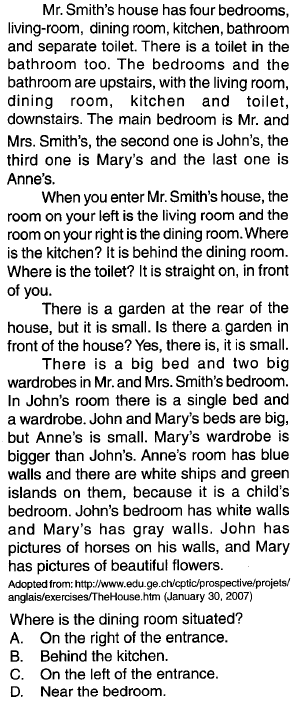 Mr. Smith's house has four bedrooms,
living-room, dining room, kitchen, bathroom
and separate toilet. There is a toilet in the
bathroom too. The bedrooms and the
bathroom are upstairs, with the living room,
dining room, kitchen and toilet,
downstairs. The main bedroom is Mr. and
Mrs. Smith's, the second one is John's, the
third one is Mary's and the last one is
Anne's.
When you enter Mr. Smith's house, the
room on your left is the living room and the
room on your right is the dining room. Where
is the kitchen? It is behind the dining room.
Where is the toilet? It is straight on, in front
of you.
There is a garden at the rear of the
house, but it is small. Is there a garden in
front of the house? Yes, there is, it is small.
There is a big bed and two big
wardrobes in Mr. and Mrs. Smith's bedroom.
In John's room there is a single bed and
a wardrobe. John and Mary's beds are big,
but Anne's is small. Mary's wardrobe is
bigger than John's. Anne's room has blue
walls and there are white ships and green
islands on them, because it is a child's
bedroom. John's bedroom has white walls
and Mary's has gray walls. John has
pictures of horses on his walls, and Mary
has pictures of beautiful flowers.
Adopted from: http://www.edu.ge.ch/cptic/prospective/projets/
anglais/exercises/TheHouse.htm (January 30, 2007)
Where is the dining room situated?
A. On the right of the entrance.
B. Behind the kitchen.
C. On the left of the entrance.
D. Near the bedroom.